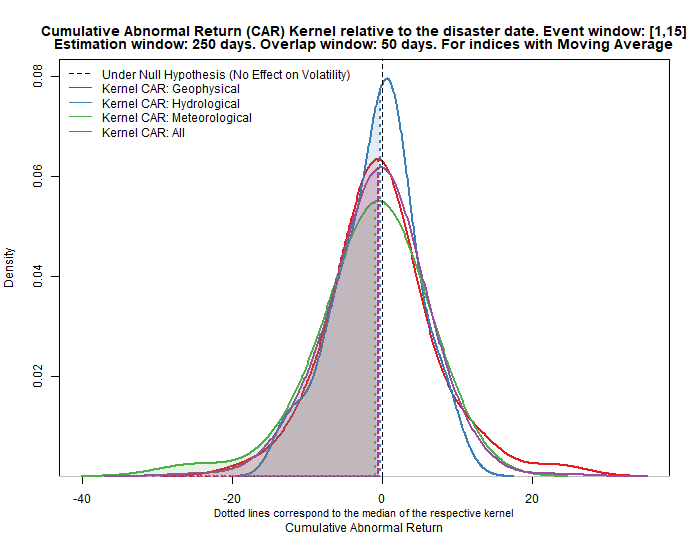 Cumulative Abnormal Return (CAR) Kernel relative to the disaster date. Event window: [1,15]
Estimation window: 250 days. Overlap window: 50 days. For indices with Moving Average
Under Null Hypothesis (No Effect on Volatility)
Kernel CAR: Geophysical
Kernel CAR: Hydrological
Kernel CAR: Meteorological
Kernel CAR: All
Density
0.08
0.06
0.04
0.02
-40 -20 0 20
Dotted lines correspond to the median of the respective kernel
Cumulative Abnormal Return